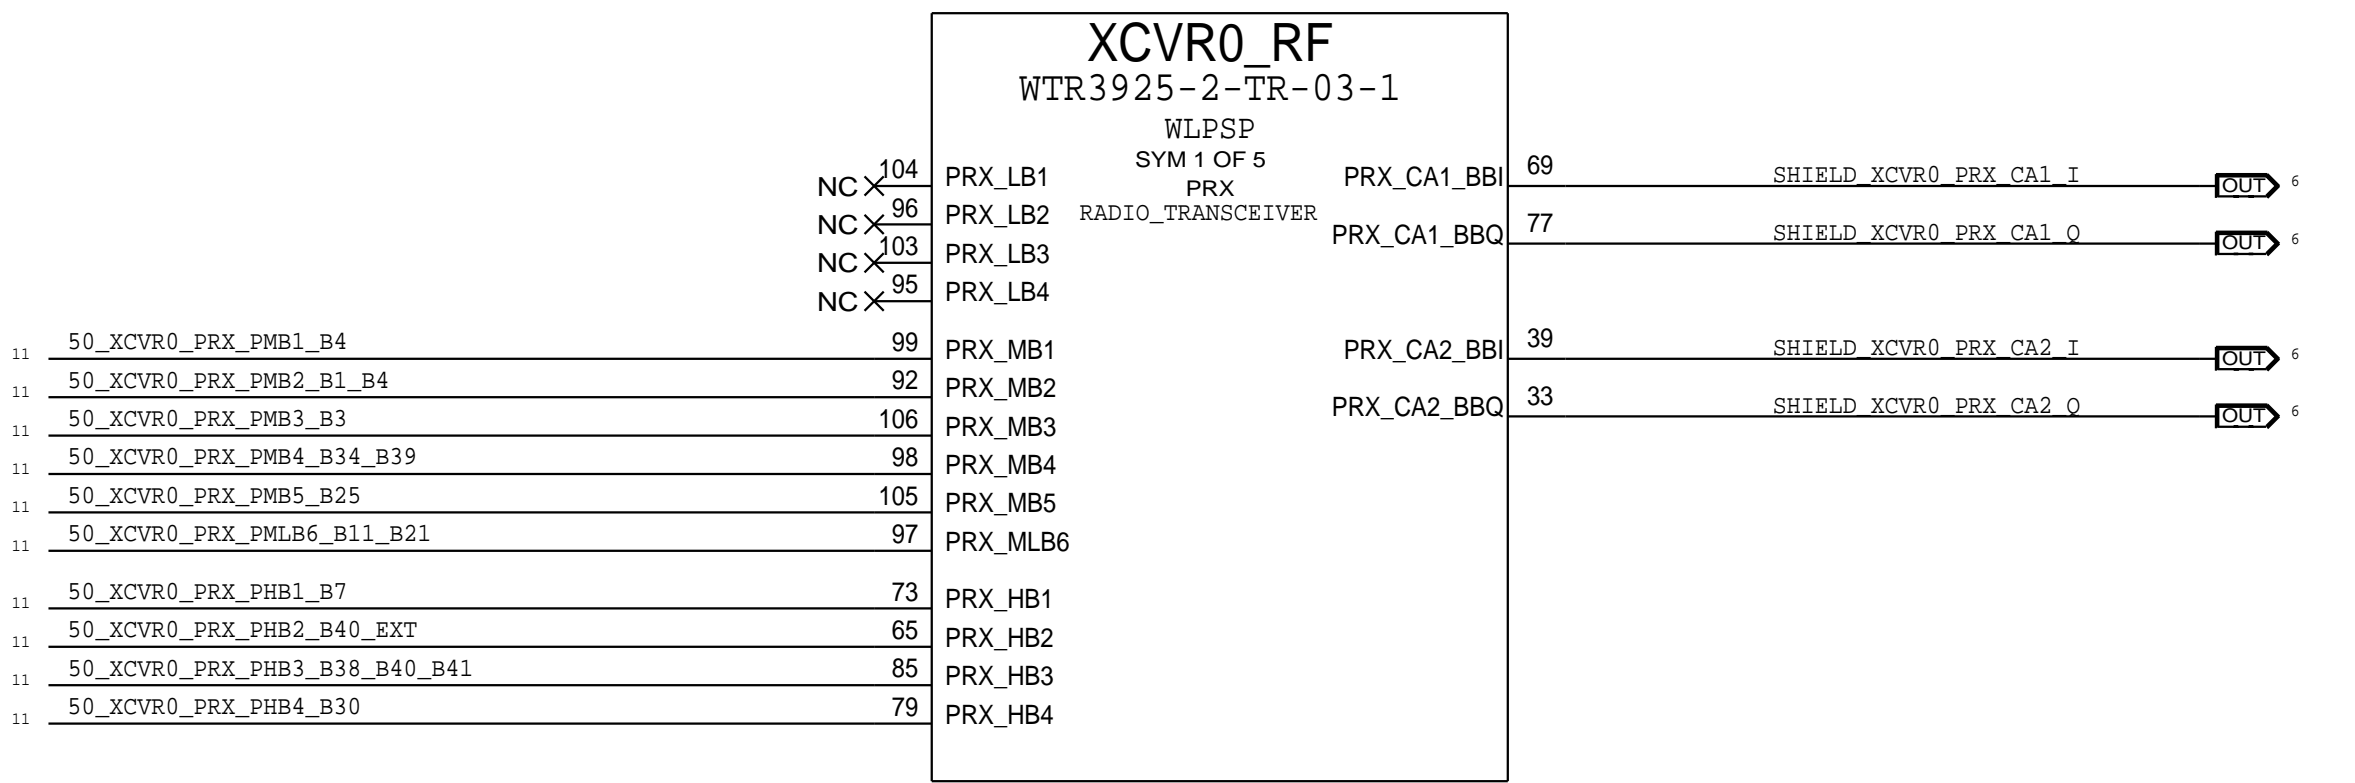 XCVR0_RF
WTR3925-2-TR-03-1
WLPSP
SYM 1 OF 5
PRX
RADIO_TRANSCEIVER
NC 104 PRX_LB1
NC 96 PRX_LB2
NC 103 PRX_LB3
NC 95 PRX_LB4
11 50_XCVR0_PRX_PMB1_B4 99 PRX_MB1
11 50_XCVR0_PRX_PMB2_B1_B4 92 PRX_MB2
11 50_XCVR0_PRX_PMB3_B3 106 PRX_MB3
11 50_XCVR0_PRX_PMB4_B34_B39 98 PRX_MB4
11 50_XCVR0_PRX_PMB5_B25 105 PRX_MB5
11 50_XCVR0_PRX_PMLB6_B11_B21 97 PRX_MLB6
11 50_XCVR0_PRX_PHB1_B7 73 PRX_HB1
11 50_XCVR0_PRX_PHB2_B40_EXT 65 PRX_HB2
11 50_XCVR0_PRX_PHB3_B38_B40_B41 85 PRX_HB3
11 50_XCVR0_PRX_PHB4_B30 79 PRX_HB4
PRX_CA1_BBI 69 SHIELD_XCVR0_PRX_CA1_I OUT 6
PRX_CA1_BBQ 77 SHIELD_XCVR0_PRX_CA1_Q OUT 6
PRX_CA2_BBI 39 SHIELD_XCVR0_PRX_CA2_I OUT 6
PRX_CA2_BBQ 33 SHIELD_XCVR0_PRX_CA2_Q OUT 6